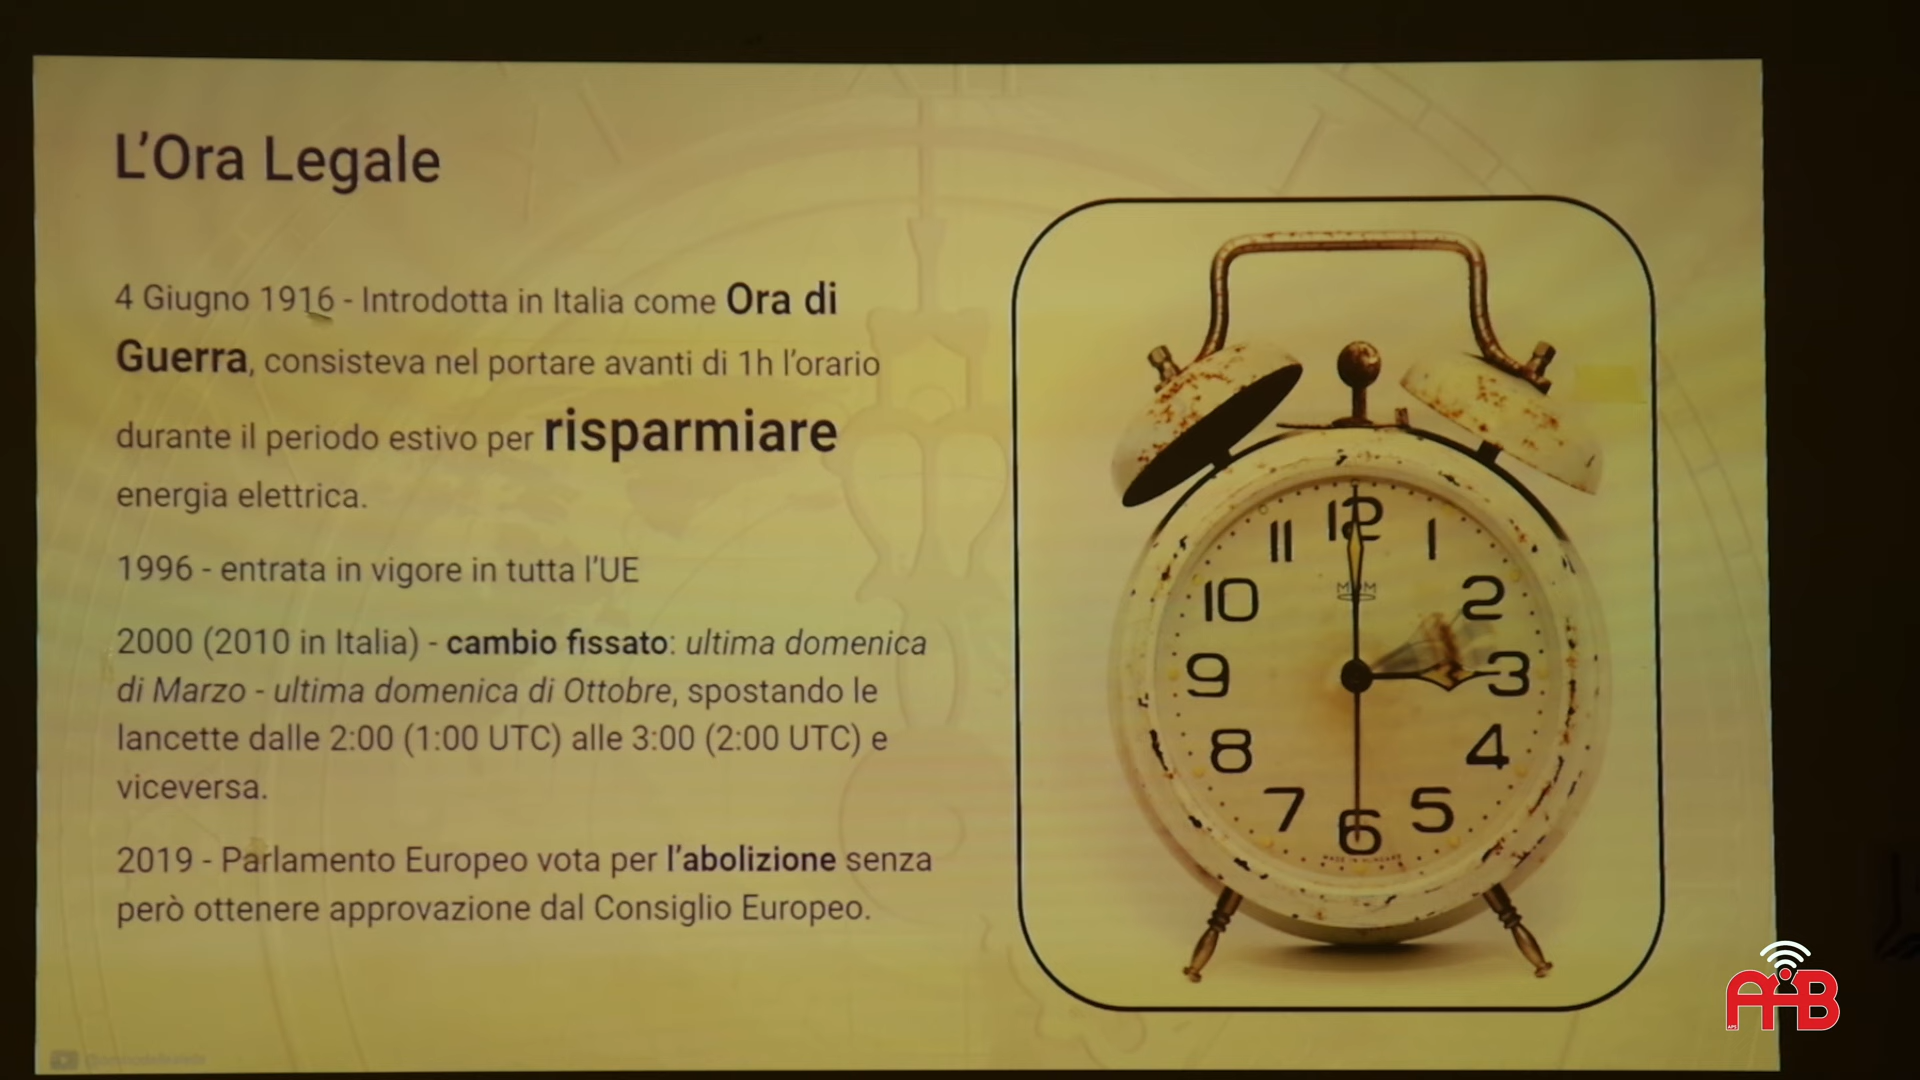 L'Ora Legale
4 Giugno 1916 - Introdotta in Italia come Ora di
Guerra, consisteva nel portare avanti di 1h l'orario
durante il periodo estivo per risparmiare
energia elettrica.
1996 - entrata in vigore in tutta l'UE
2000 (2010 in Italia) - cambio fissato: ultima domenica
di Marzo - ultima domenica di Ottobre, spostando le
lancette dalle 2:00 (1:00 UTC) alle 3:00 (2:00 UTC) e
viceversa.
2019 - Parlamento Europeo vota per l'abolizione senza
però ottenere approvazione dal Consiglio Europeo.
12
11 1
10 2
9 3
8 4
7 5
6
AAB
APS